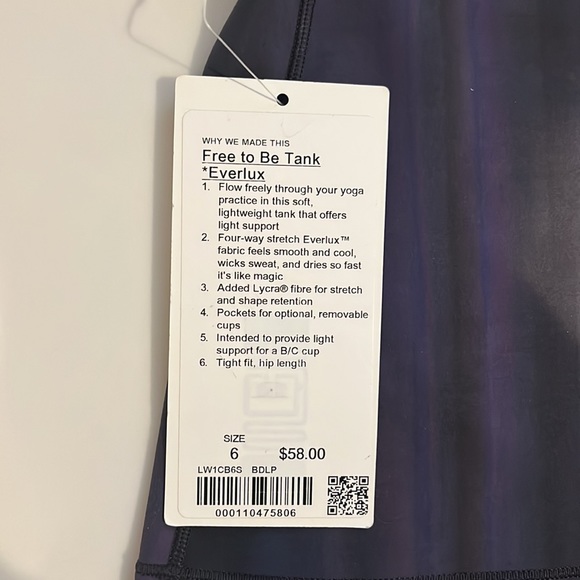 WHY WE MADE THIS
Free to Be Tank
*Everlux
1. Flow freely through your yoga
practice in this soft,
lightweight tank that offers
light support
2. Four-way stretch Everlux™
fabric feels smooth and cool,
wicks sweat, and dries so fast
it's like magic
3. Added Lycra® fibre for stretch
and shape retention
4. Pockets for optional, removable
cups
5. Intended to provide light
support for a B/C cup
6. Tight fit, hip length
SIZE
6 $58.00
LW1CB6S BDLP
000110475806